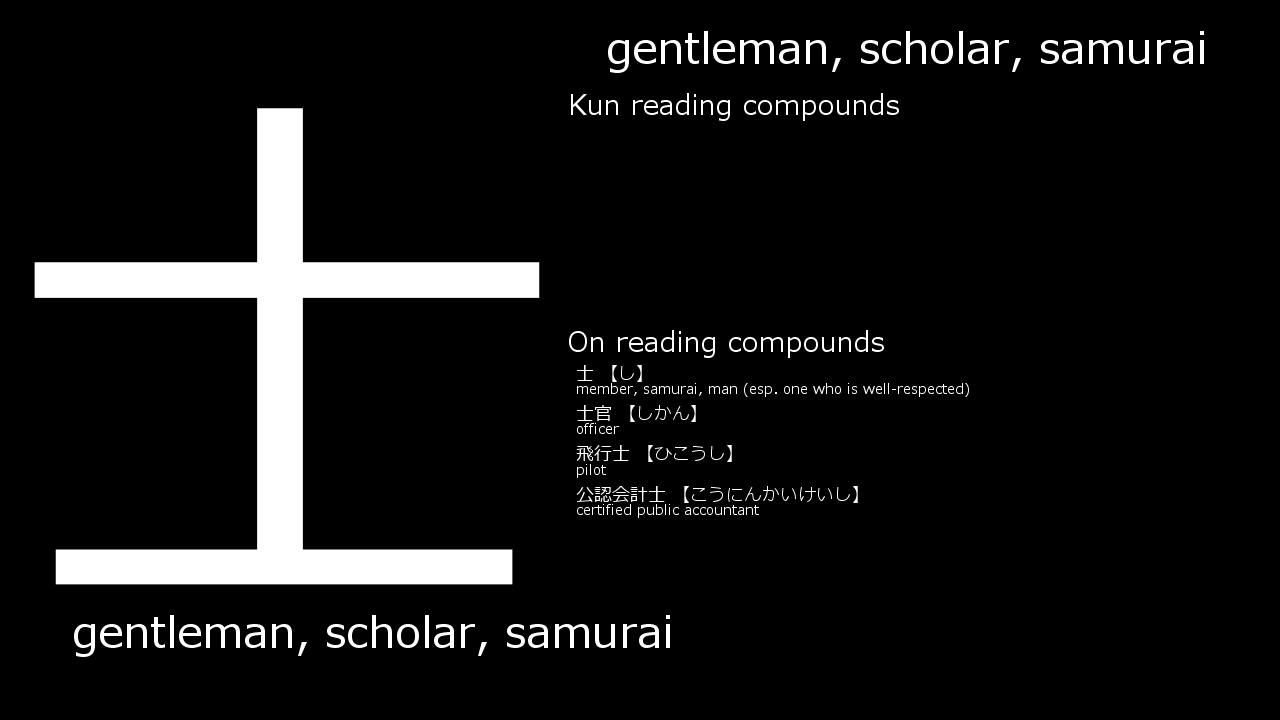 士
gentleman, scholar, samurai
gentleman, scholar, samurai
Kun reading compounds
On reading compounds
士 【し】
member, samurai, man (esp. one who is well-respected)
士官 【しかん】
officer
飛行士 【ひこうし】
pilot
公認会計士 【こうにんかいけいし】
certified public accountant